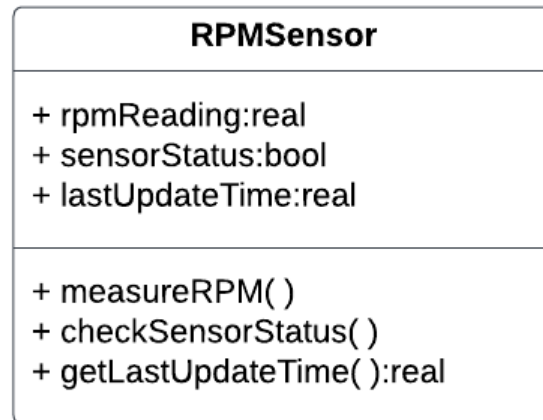 RPMSensor
+ rpmReading:real
+ sensorStatus:bool
+ lastUpdateTime:real
+ measureRPM( )
+ checkSensorStatus( )
+ getLastUpdateTime( ):real